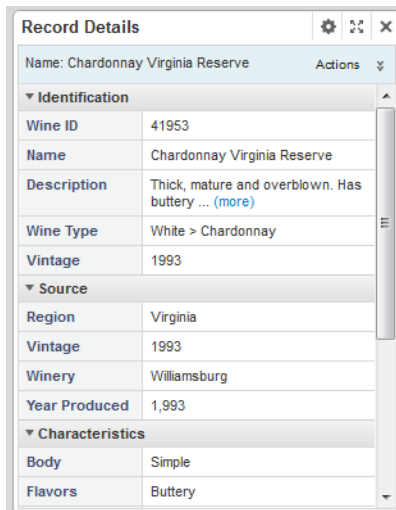 Record Details
Name: Chardonnay Virginia Reserve Actions
Identification
Wine ID 41953
Name Chardonnay Virginia Reserve
Description Thick, mature and overblown. Has
buttery ... (more)
Wine Type White > Chardonnay
Vintage 1993
Source
Region Virginia
Vintage 1993
Winery Williamsburg
Year Produced 1,993
Characteristics
Body Simple
Flavors Buttery